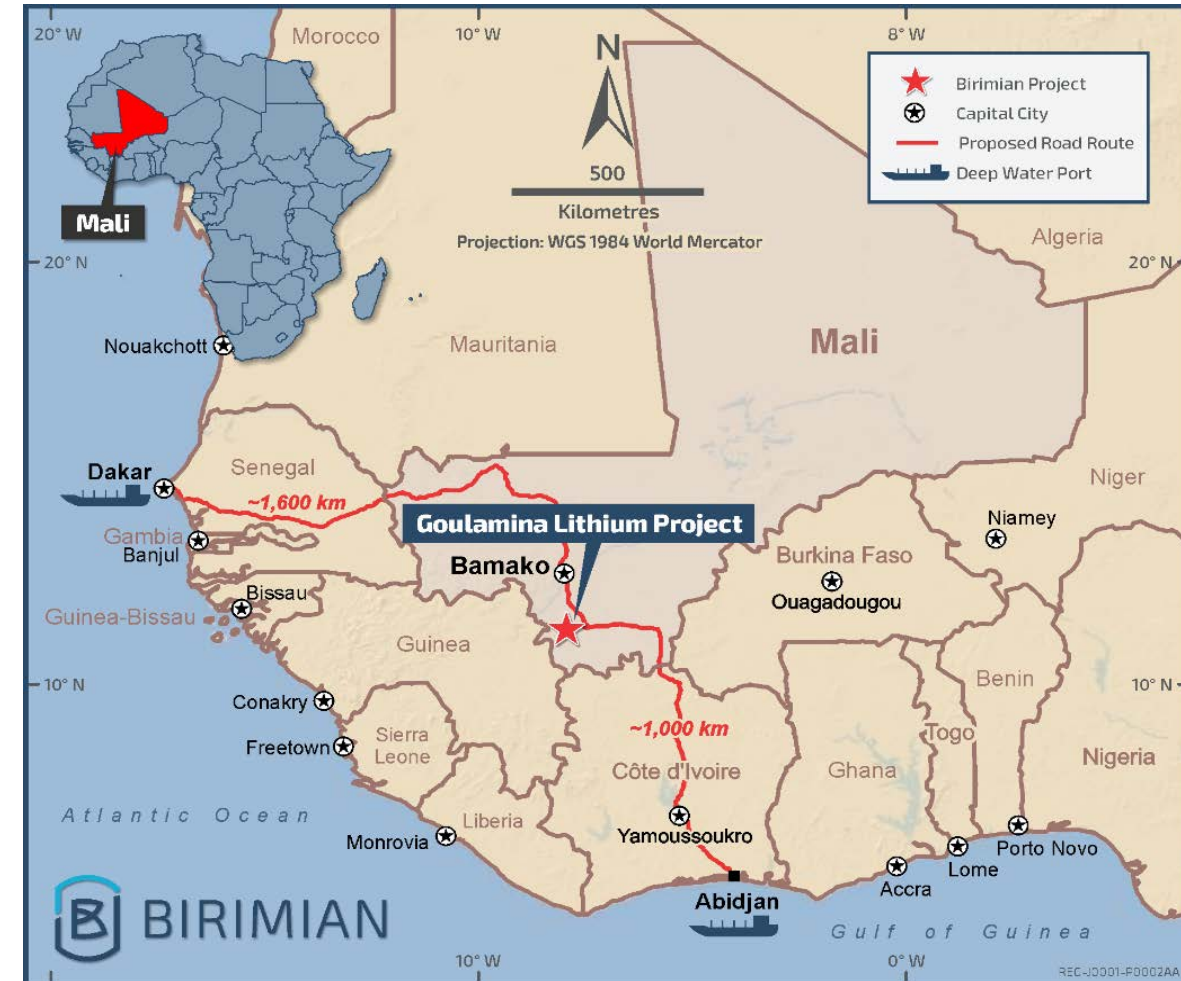 20° W
Morocco
10° W
8° W
N
Birimian Project
Capital City
Proposed Road Route
Deep Water Port
500
Kilometres
Projection: WGS 1984 World Mercator
Mali
Algeria
20° N
20° N
Nouakchott
Mauritania
Mali
Dakar
Senegal
~1,600 km
Niger
Goulamina Lithium Project
Niamey
Gambia
Banjul
Burkina Faso
Bamako
Ouagadougou
Bissau
Guinea-Bissau
Guinea
Benin
10° N
10° N
Conakry
~1,000 km
Togo
Freetown
Sierra
Leone
Côte d'Ivoire
Ghana
Nigeria
Atlantic Ocean
Liberia
Yamoussoukro
Monrovia
Porto Novo
Lome
Accra
Abidjan
BIRIMIAN
Gulf of Guinea
10° W
0° W
REC-J0001-P0002AA